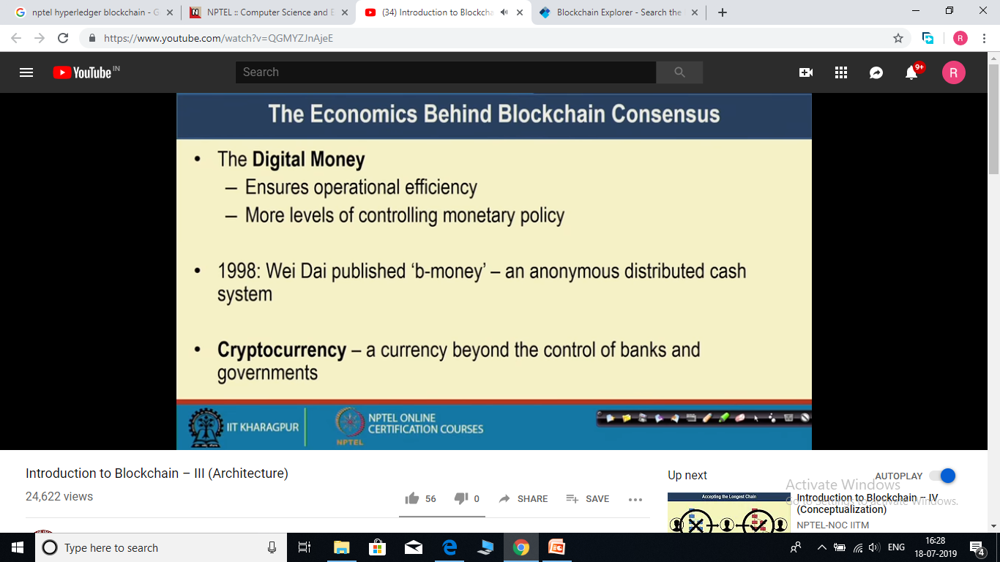 nptel hyperledger blockchain - G
NPTEL :: Computer Science and E
(34) Introduction to Blockcha
Blockchain Explorer - Search the
https://www.youtube.com/watch?v=QGMYZJnAjeE
R
YouTube IN
Search
9+
R
The Economics Behind Blockchain Consensus
• The Digital Money
– Ensures operational efficiency
– More levels of controlling monetary policy
• 1998: Wei Dai published ‘b-money’ – an anonymous distributed cash
system
• Cryptocurrency – a currency beyond the control of banks and
governments
IIT KHARAGPUR
NPTEL
NPTEL ONLINE
CERTIFICATION COURSES
Introduction to Blockchain – III (Architecture)
24,622 views
56
0
SHARE
SAVE
Up next
AUTOPLAY
Accepting the Longest Chain
Introduction to Blockchain – IV
(Conceptualization)
NPTEL-NOC IITM
Activate Windows
Go to Settings to activate Windows.
Type here to search
ENG
16:28
18-07-2019
4